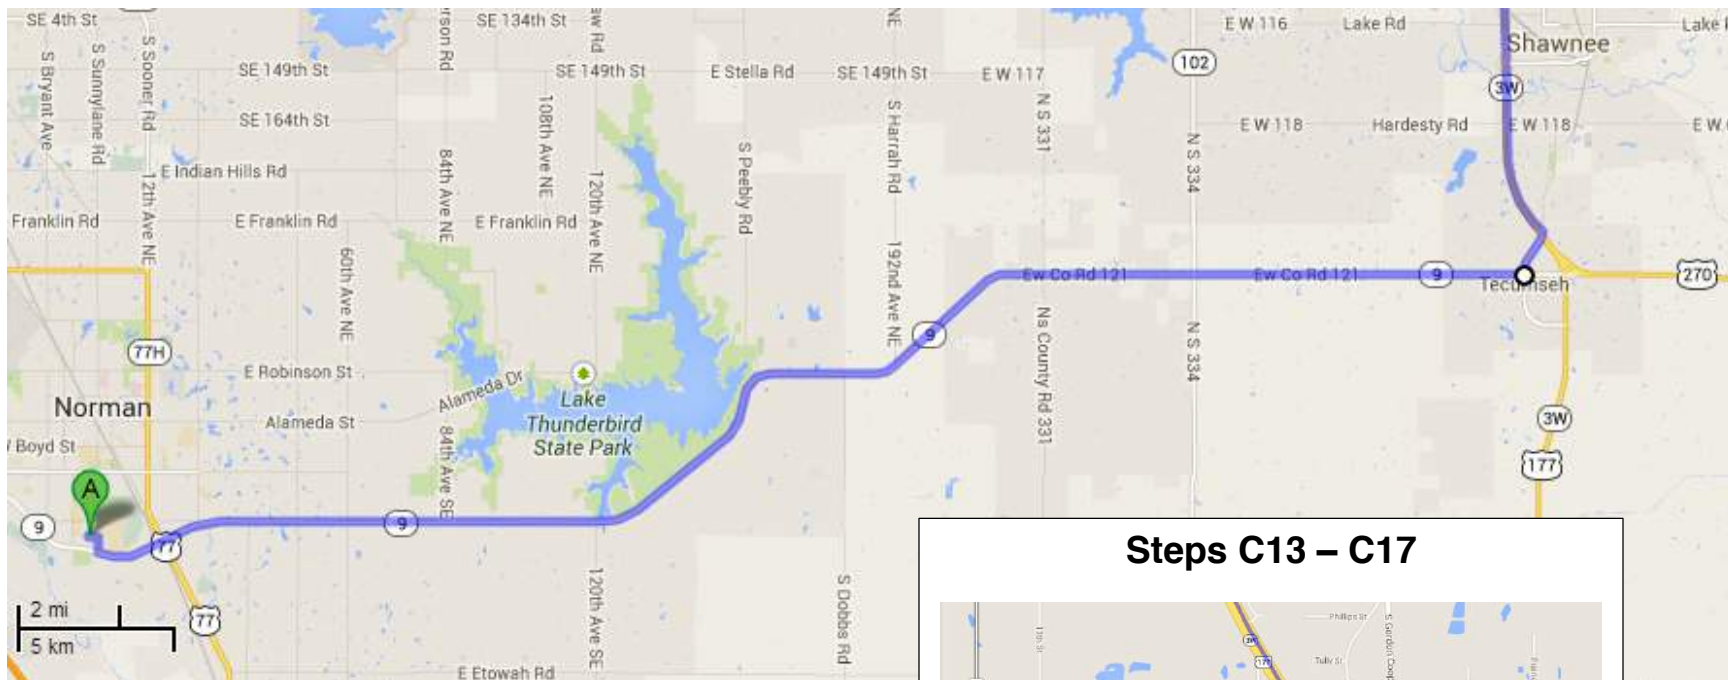 SE 4th St
SE 134th St
E W 116
Lake Rd
Shawnee
S Bryant Ave
S Sunnylane Rd
S Sooner Rd
SE 149th St
SE 149th St
E Stella Rd
SE 149th St
E W 117
102
3W
SE 164th St
108th Ave NE
S Harrah Rd
N S 331
E W 118
Hardesty Rd
E W 118
N S 334
E Indian Hills Rd
12th Ave NE
84th Ave NE
120th Ave NE
S Peebly Rd
Franklin Rd
E Franklin Rd
E Franklin Rd
60th Ave NE
192nd Ave NE
Ew Co Rd 121
Ew Co Rd 121
9
270
Tecumseh
9
77H
Ns County Rd 331
N S 334
E Robinson St
Alameda Dr
Lake
Thunderbird
State Park
Norman
Alameda St
84th Ave SE
Boyd St
3W
177
A
9
9
77
77
2 mi
5 km
120th Ave SE
S Dobbs Rd
E Etowah Rd
Steps C13 – C17
Phillips St
Tully St
177